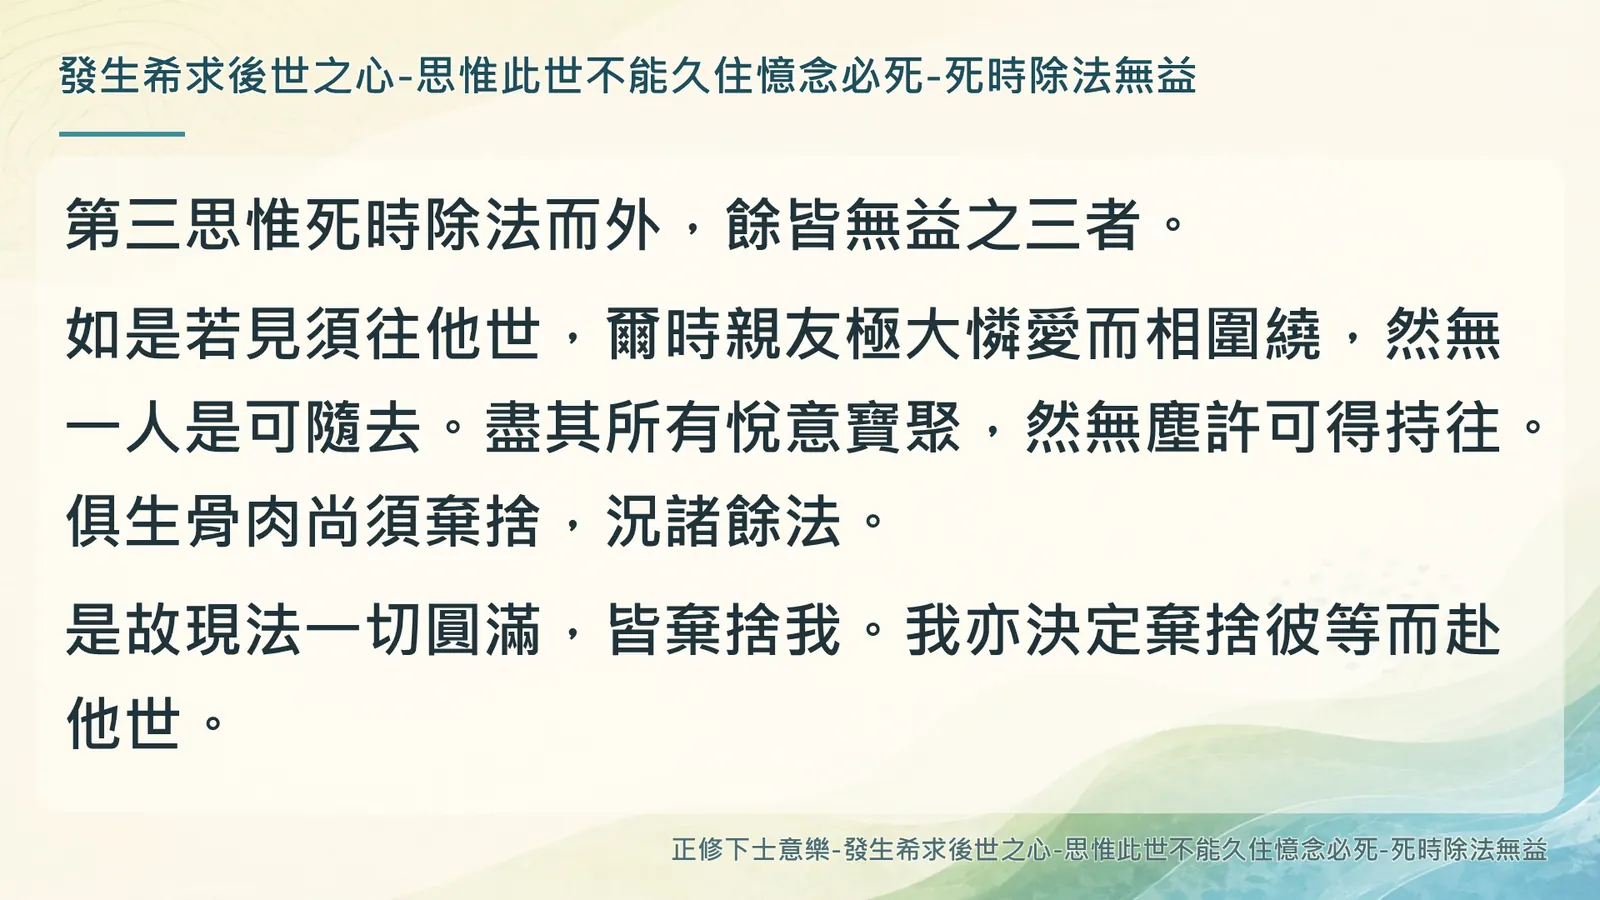 發生希求後世之心-思惟此世不能久住憶念必死-死時除法無益
第三思惟死時除法而外，餘皆無益之三者。
如是若見須往他世，爾時親友極大憐愛而相圍繞，然無
一人是可隨去。盡其所有悅意寶聚，然無塵許可得持往。
俱生骨肉尚須棄捨，況諸餘法。
是故現法一切圓滿，皆棄捨我。我亦決定棄捨彼等而赴
他世。
正修下士意樂-發生希求後世之心-思惟此世不能久住憶念必死-死時除法無益